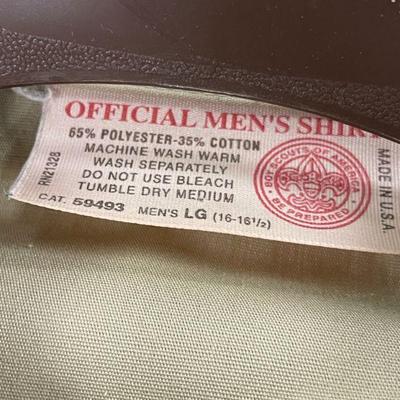 OFFICIAL MEN'S SHIRT
65% POLYESTER-35% COTTON
MACHINE WASH WARM
WASH SEPARATELY
DO NOT USE BLEACH
TUMBLE DRY MEDIUM
CAT. 59493 MEN'S LG (16-16½)
RN21328
BOY SCOUTS OF AMERICA
BE PREPARED
MADE IN U.S.A.